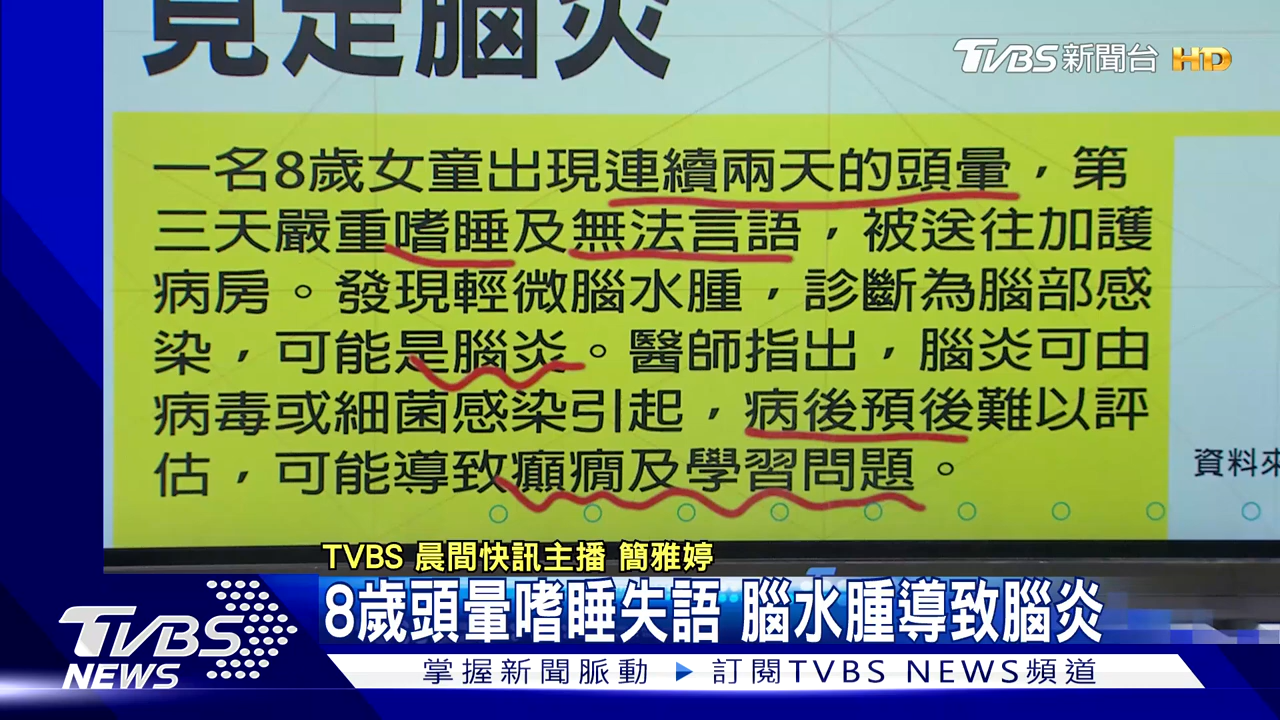 竟是腦炎
TVBS新聞台 HD
一名8歲女童出現連續兩天的頭暈，第
三天嚴重嗜睡及無法言語，被送往加護
病房。發現輕微腦水腫，診斷為腦部感
染，可能是腦炎。醫師指出，腦炎可由
病毒或細菌感染引起，病後預後難以評
估，可能導致癲癇及學習問題。
資料來
TVBS 晨間快訊主播 簡雅婷
8歲頭暈嗜睡失語 腦水腫導致腦炎
TVBS
NEWS
掌握新聞脈動 ▶ 訂閱TVBS NEWS頻道